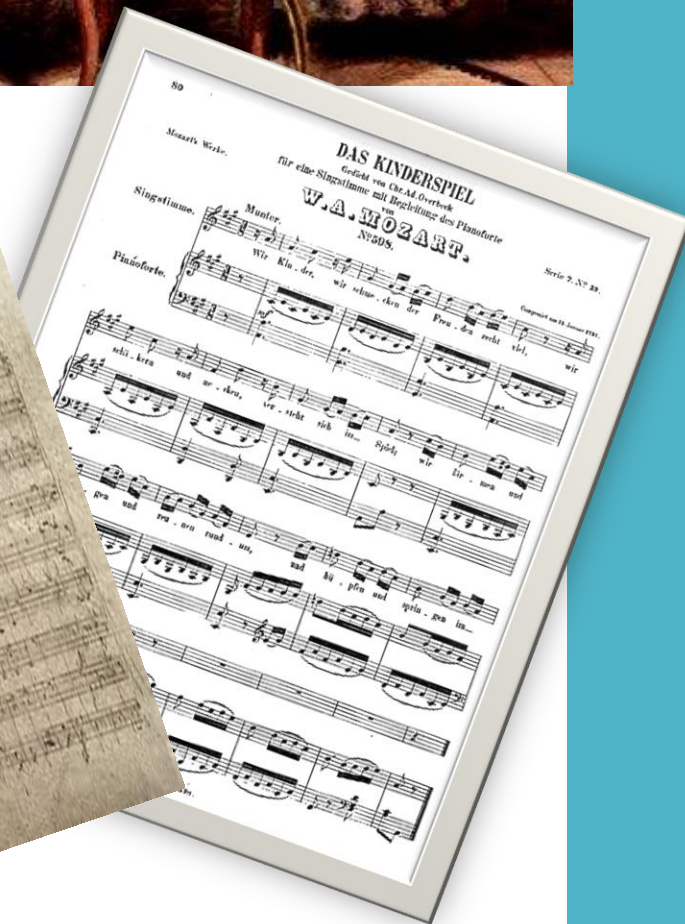 80
Mozart's Werke.
DAS KINDERSPIEL
Gedicht von Chr. Ad. Overbeck
für eine Singstimme mit Begleitung des Pianoforte
von
W. A. MOZART.
Nº 598.
Serie 7. Nº 39.
Singstimme.
Munter.
Pianoforte.
Wir Kin - der, wir schme - cken der Freu - den recht viel, wir
schä - kern und ne - cken, ver - steht sich im Spiel; wir lär - men und
gen und ren - nen rund - um, und hü - pfen und sprin - gen im